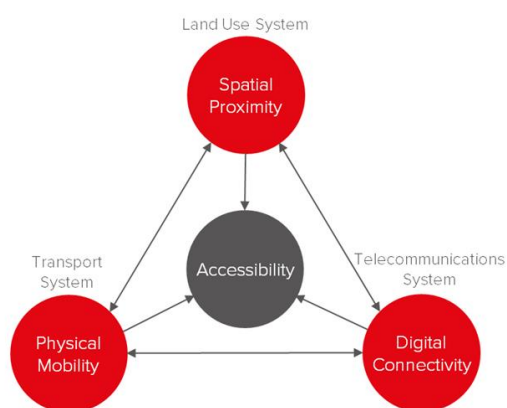 Land Use System
Spatial
Proximity
Accessibility
Transport
System
Telecommunications
System
Physical
Mobility
Digital
Connectivity